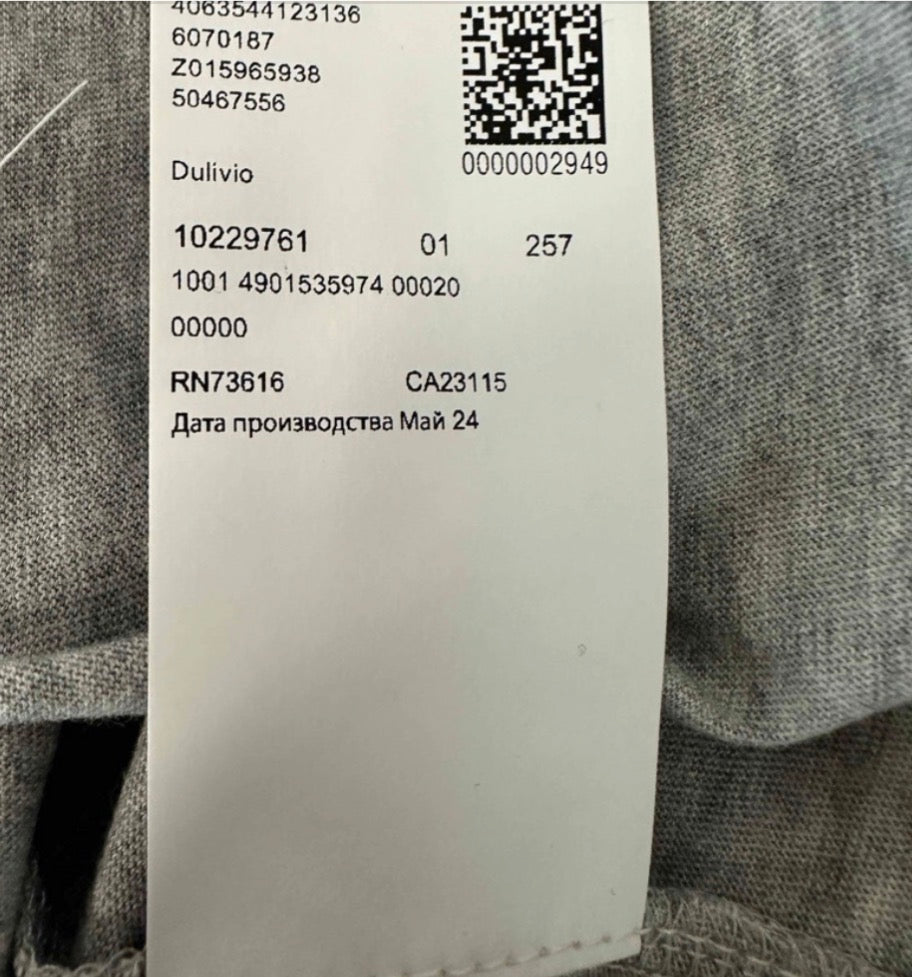 4063544123136
6070187
Z015965938
50467556
0000002949
Dulivio
10229761 01 257
1001 4901535974 00020
00000
RN73616 CA23115
Дата производства Май 24